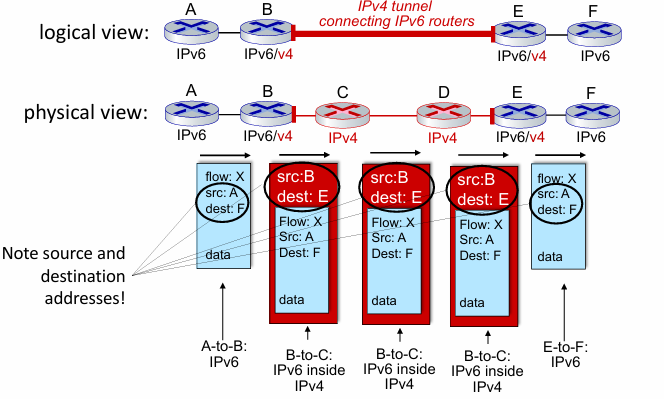 IPv4 tunnel
connecting IPv6 routers
A B E F
logical view:
IPv6 IPv6/v4 IPv6/v4 IPv6
A B C D E F
physical view:
IPv6 IPv6/v4 IPv4 IPv4 IPv6/v4 IPv6
flow: X
src: A
dest: F
data
src:B
dest: E
Flow: X
Src: A
Dest: F
data
src:B
dest: E
Flow: X
Src: A
Dest: F
data
src:B
dest: E
Flow: X
Src: A
Dest: F
data
flow: X
src: A
dest: F
data
Note source and
destination
addresses!
A-to-B:
IPv6
B-to-C:
IPv6 inside
IPv4
B-to-C:
IPv6 inside
IPv4
B-to-C:
IPv6 inside
IPv4
E-to-F:
IPv6